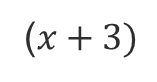 (x + 3)